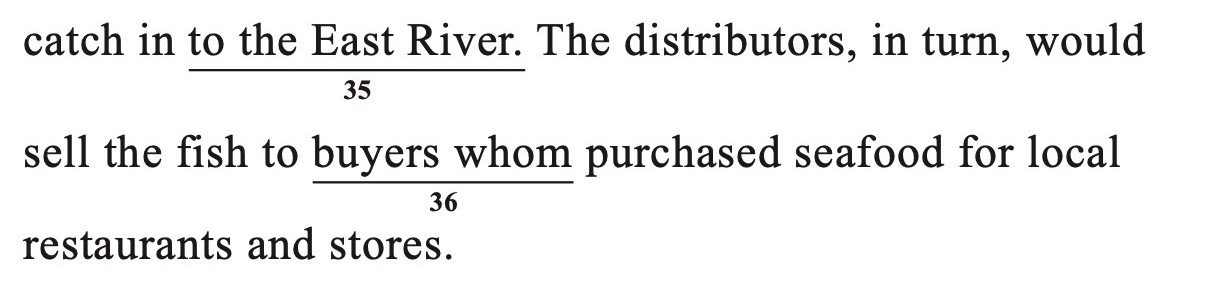 catch in to the East River. The distributors, in turn, would
35
sell the fish to buyers whom purchased seafood for local
36
restaurants and stores.